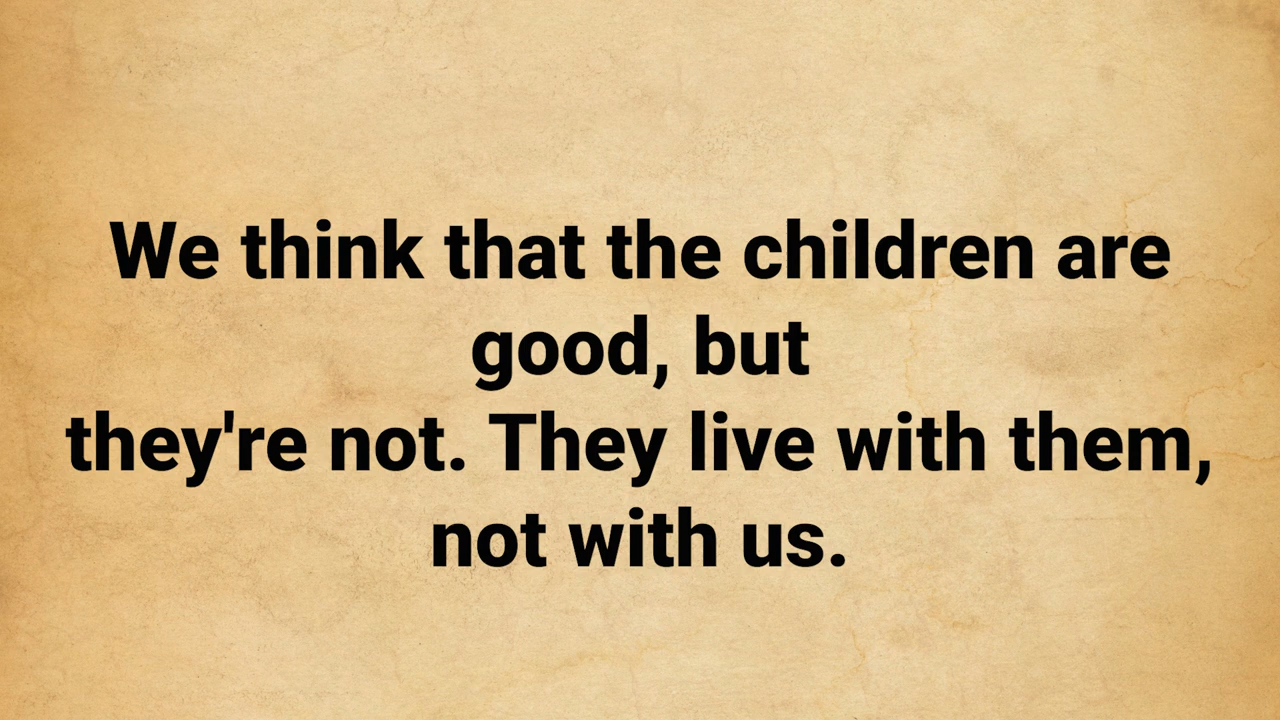 We think that the children are
good, but
they're not. They live with them,
not with us.